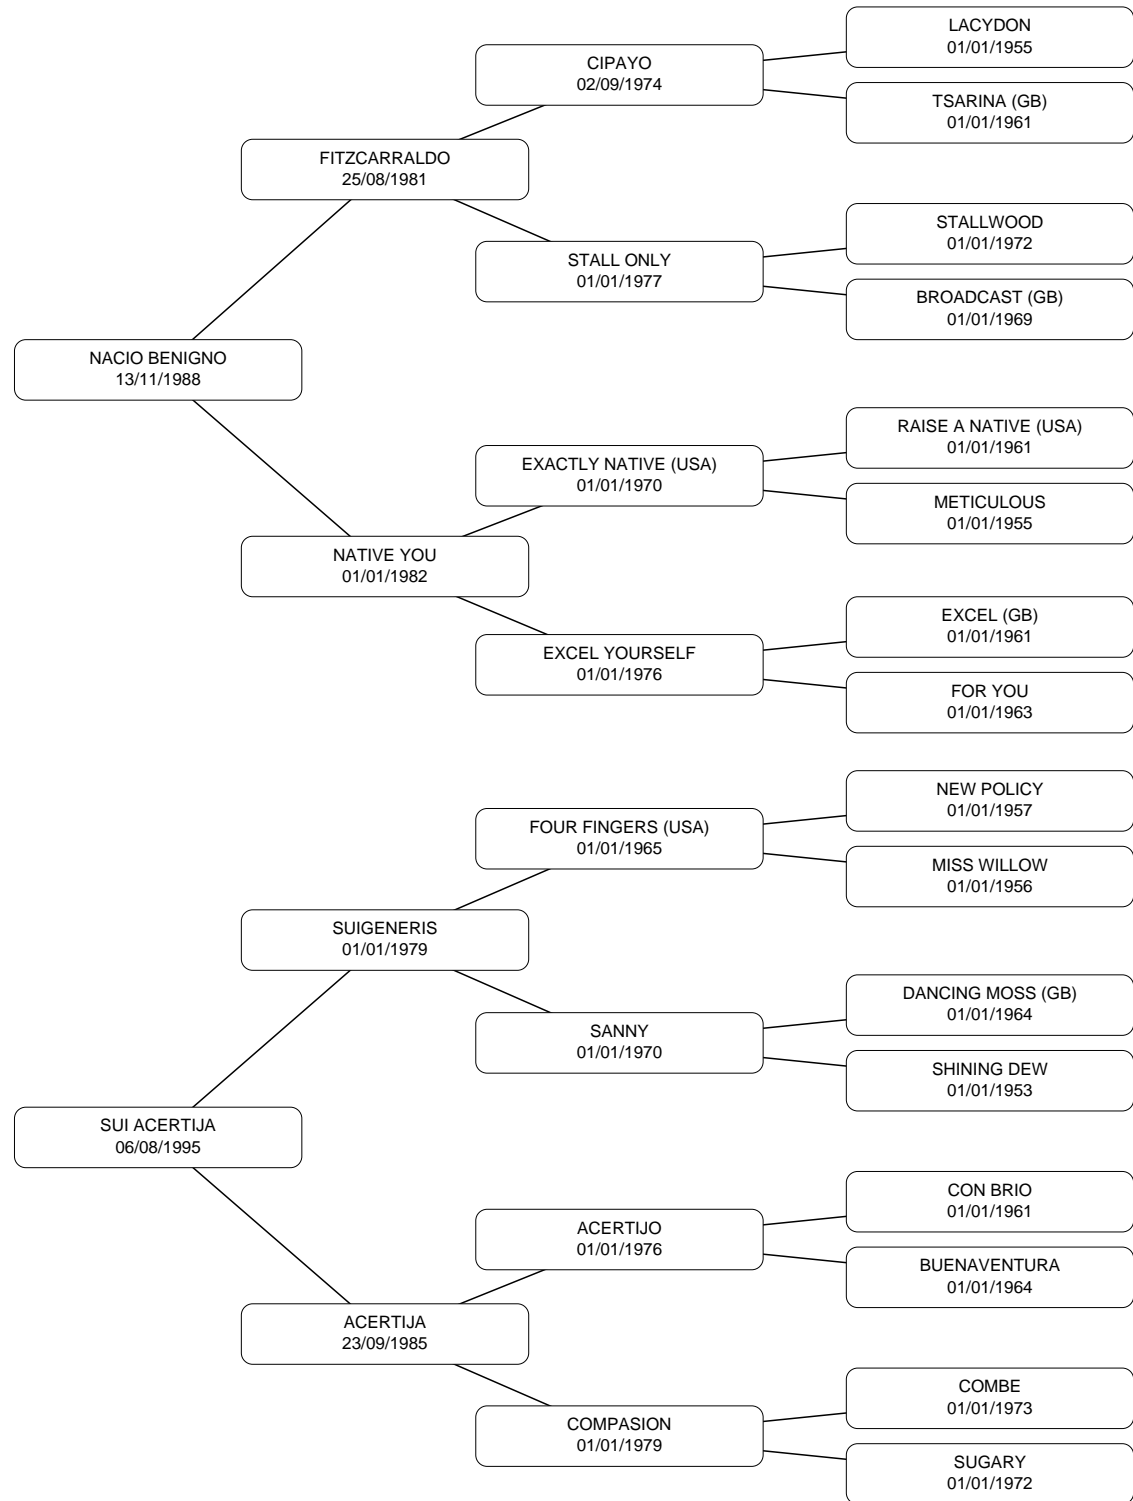 LACYDON
01/01/1955
CIPAYO
02/09/1974
TSARINA (GB)
01/01/1961
FITZCARRALDO
25/08/1981
STALLWOOD
01/01/1972
STALL ONLY
01/01/1977
BROADCAST (GB)
01/01/1969
NACIO BENIGNO
13/11/1988
RAISE A NATIVE (USA)
01/01/1961
EXACTLY NATIVE (USA)
01/01/1970
METICULOUS
01/01/1955
NATIVE YOU
01/01/1982
EXCEL (GB)
01/01/1961
EXCEL YOURSELF
01/01/1976
FOR YOU
01/01/1963
NEW POLICY
01/01/1957
FOUR FINGERS (USA)
01/01/1965
MISS WILLOW
01/01/1956
SUIGENERIS
01/01/1979
DANCING MOSS (GB)
01/01/1964
SANNY
01/01/1970
SHINING DEW
01/01/1953
SUI ACERTIJA
06/08/1995
CON BRIO
01/01/1961
ACERTIJO
01/01/1976
BUENAVENTURA
01/01/1964
ACERTIJA
23/09/1985
COMBE
01/01/1973
COMPASION
01/01/1979
SUGARY
01/01/1972